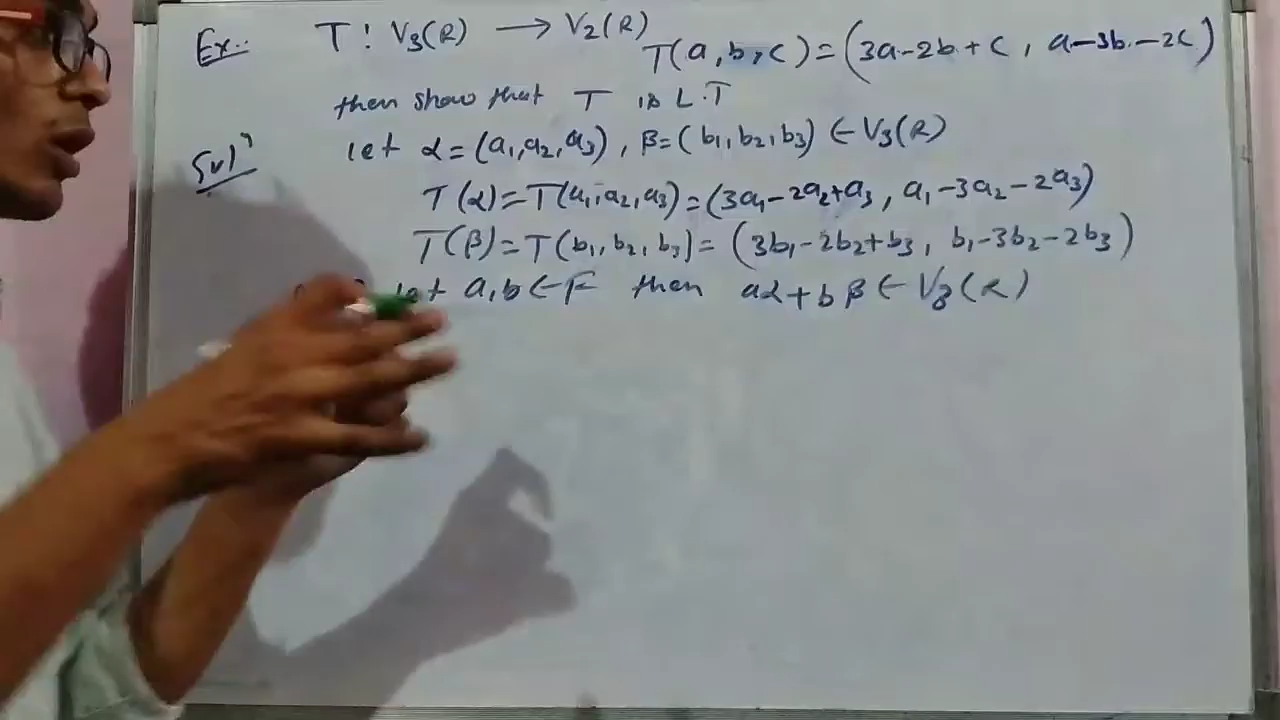 Ex:- T : V₃(R) → V₂(R)
T(a, b, c) = (3a-2b+c, a-3b-2c)
then show that T is L.T
Solⁿ let α = (a₁, a₂, a₃), β = (b₁, b₂, b₃) ∈ V₃(R)
T(α) = T(a₁, a₂, a₃) = (3a₁-2a₂+a₃, a₁-3a₂-2a₃)
T(β) = T(b₁, b₂, b₃) = (3b₁-2b₂+b₃, b₁-3b₂-2b₃)
let a, b ∈ F then aα+bβ ∈ V₃(R)